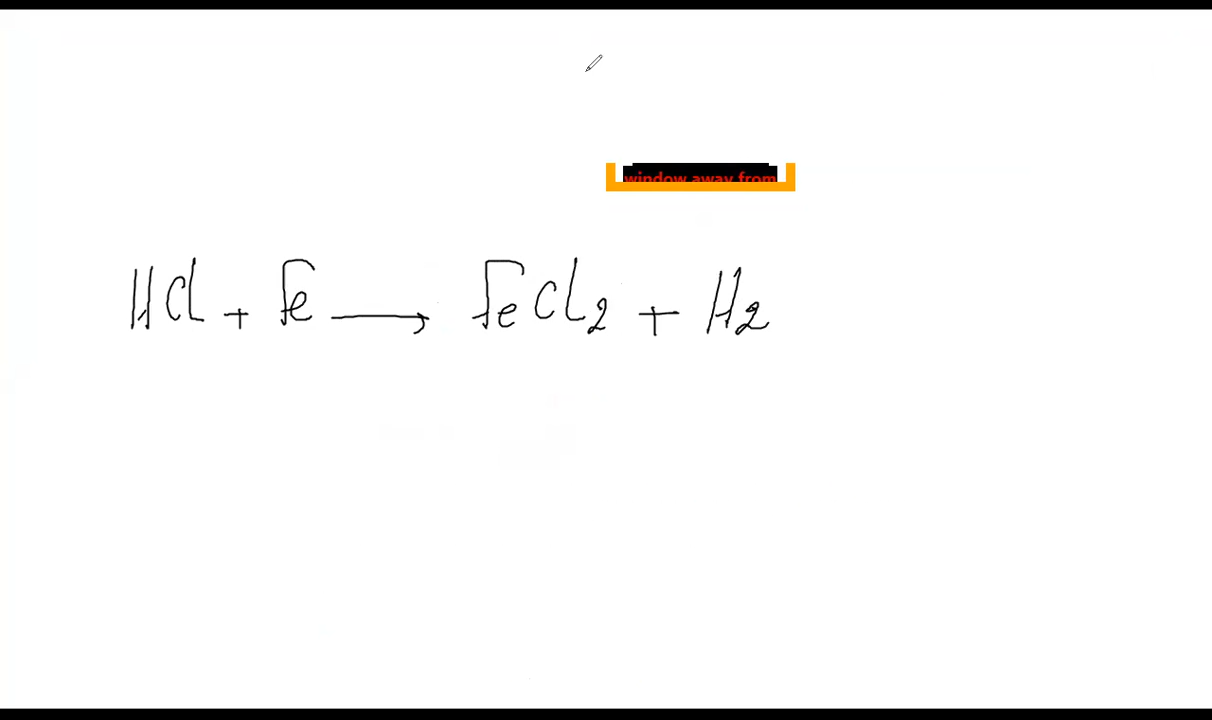 window away from
HCl + Fe → FeCl₂ + H₂